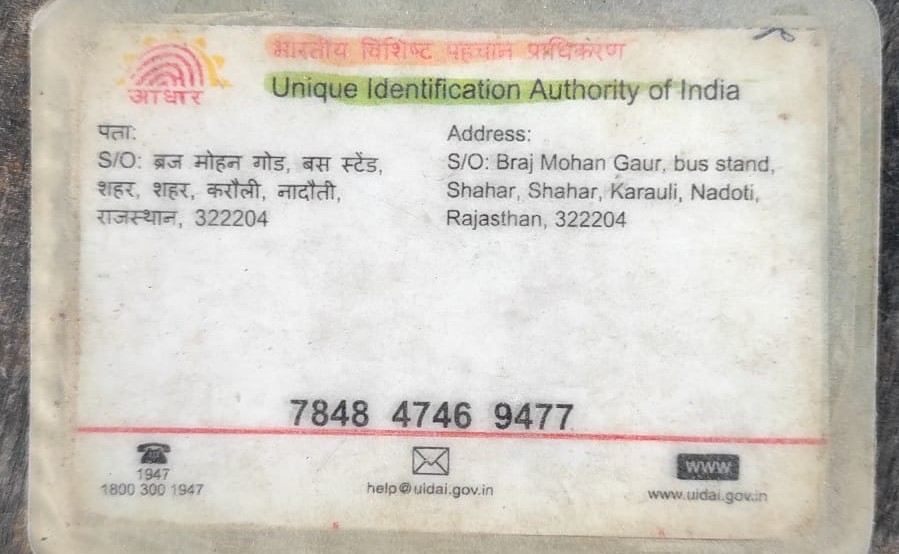 भारतीय विशिष्ट पहचान प्राधिकरण
आधार
Unique Identification Authority of India
पता:
S/O: ब्रज मोहन गोड, बस स्टेंड,
शहर, शहर, करौली, नादौती,
राजस्थान, 322204
Address:
S/O: Braj Mohan Gaur, bus stand,
Shahar, Shahar, Karauli, Nadoti,
Rajasthan, 322204
7848 4746 9477
1947
1800 300 1947
help@uidai.gov.in
www
www.uidai.gov.in